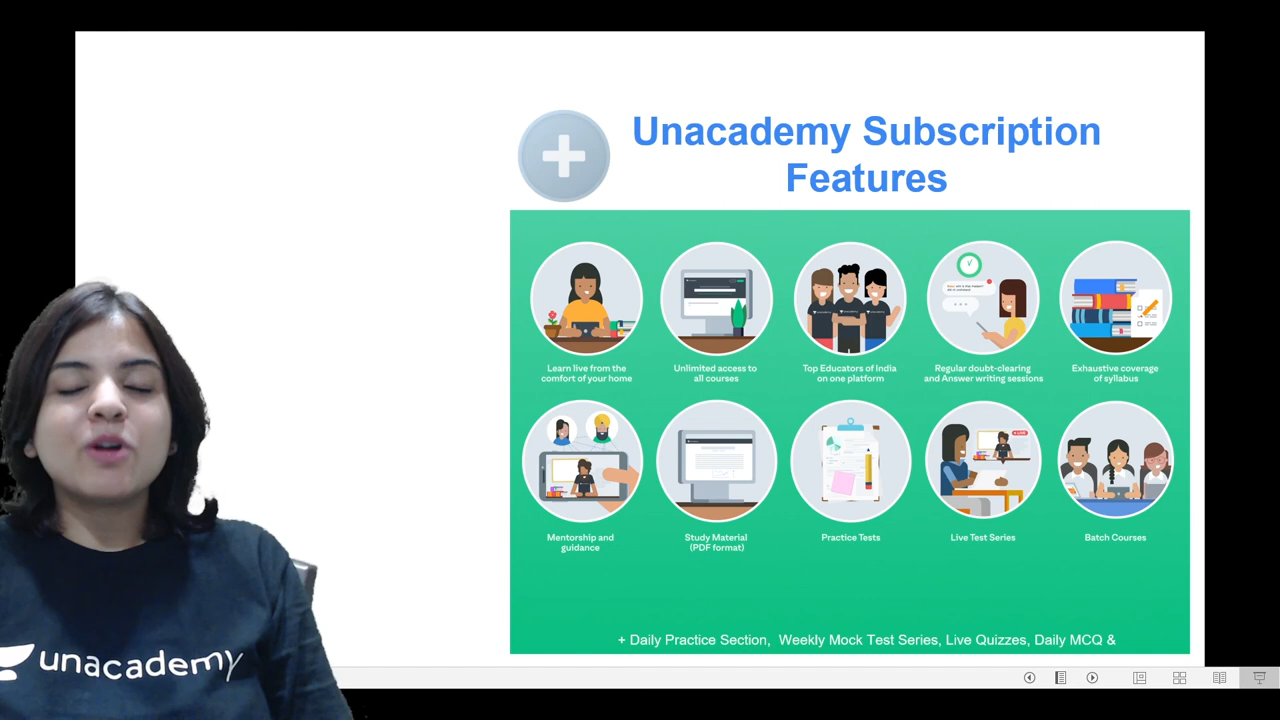 Unacademy Subscription
Features
Learn live from the
comfort of your home
Unlimited access to
all courses
Top Educators of India
on one platform
Regular doubt-clearing
and Answer writing sessions
Exhaustive coverage
of syllabus
Mentorship and
guidance
Study Material
(PDF format)
Practice Tests
Live Test Series
Batch Courses
+ Daily Practice Section, Weekly Mock Test Series, Live Quizzes, Daily MCQ &
unacademy